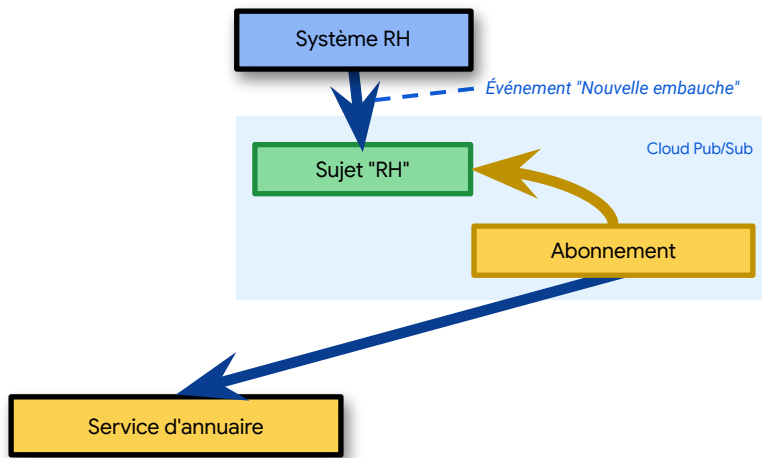 Système RH
Événement "Nouvelle embauche"
Cloud Pub/Sub
Sujet "RH"
Abonnement
Service d'annuaire